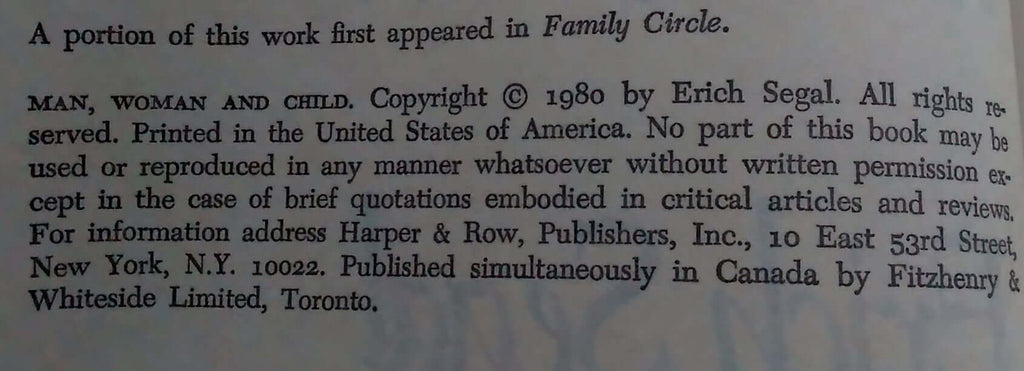 A portion of this work first appeared in Family Circle.
MAN, WOMAN AND CHILD. Copyright © 1980 by Erich Segal. All rights re-
served. Printed in the United States of America. No part of this book may be
used or reproduced in any manner whatsoever without written permission ex-
cept in the case of brief quotations embodied in critical articles and reviews.
For information address Harper & Row, Publishers, Inc., 10 East 53rd Street,
New York, N.Y. 10022. Published simultaneously in Canada by Fitzhenry &
Whiteside Limited, Toronto.